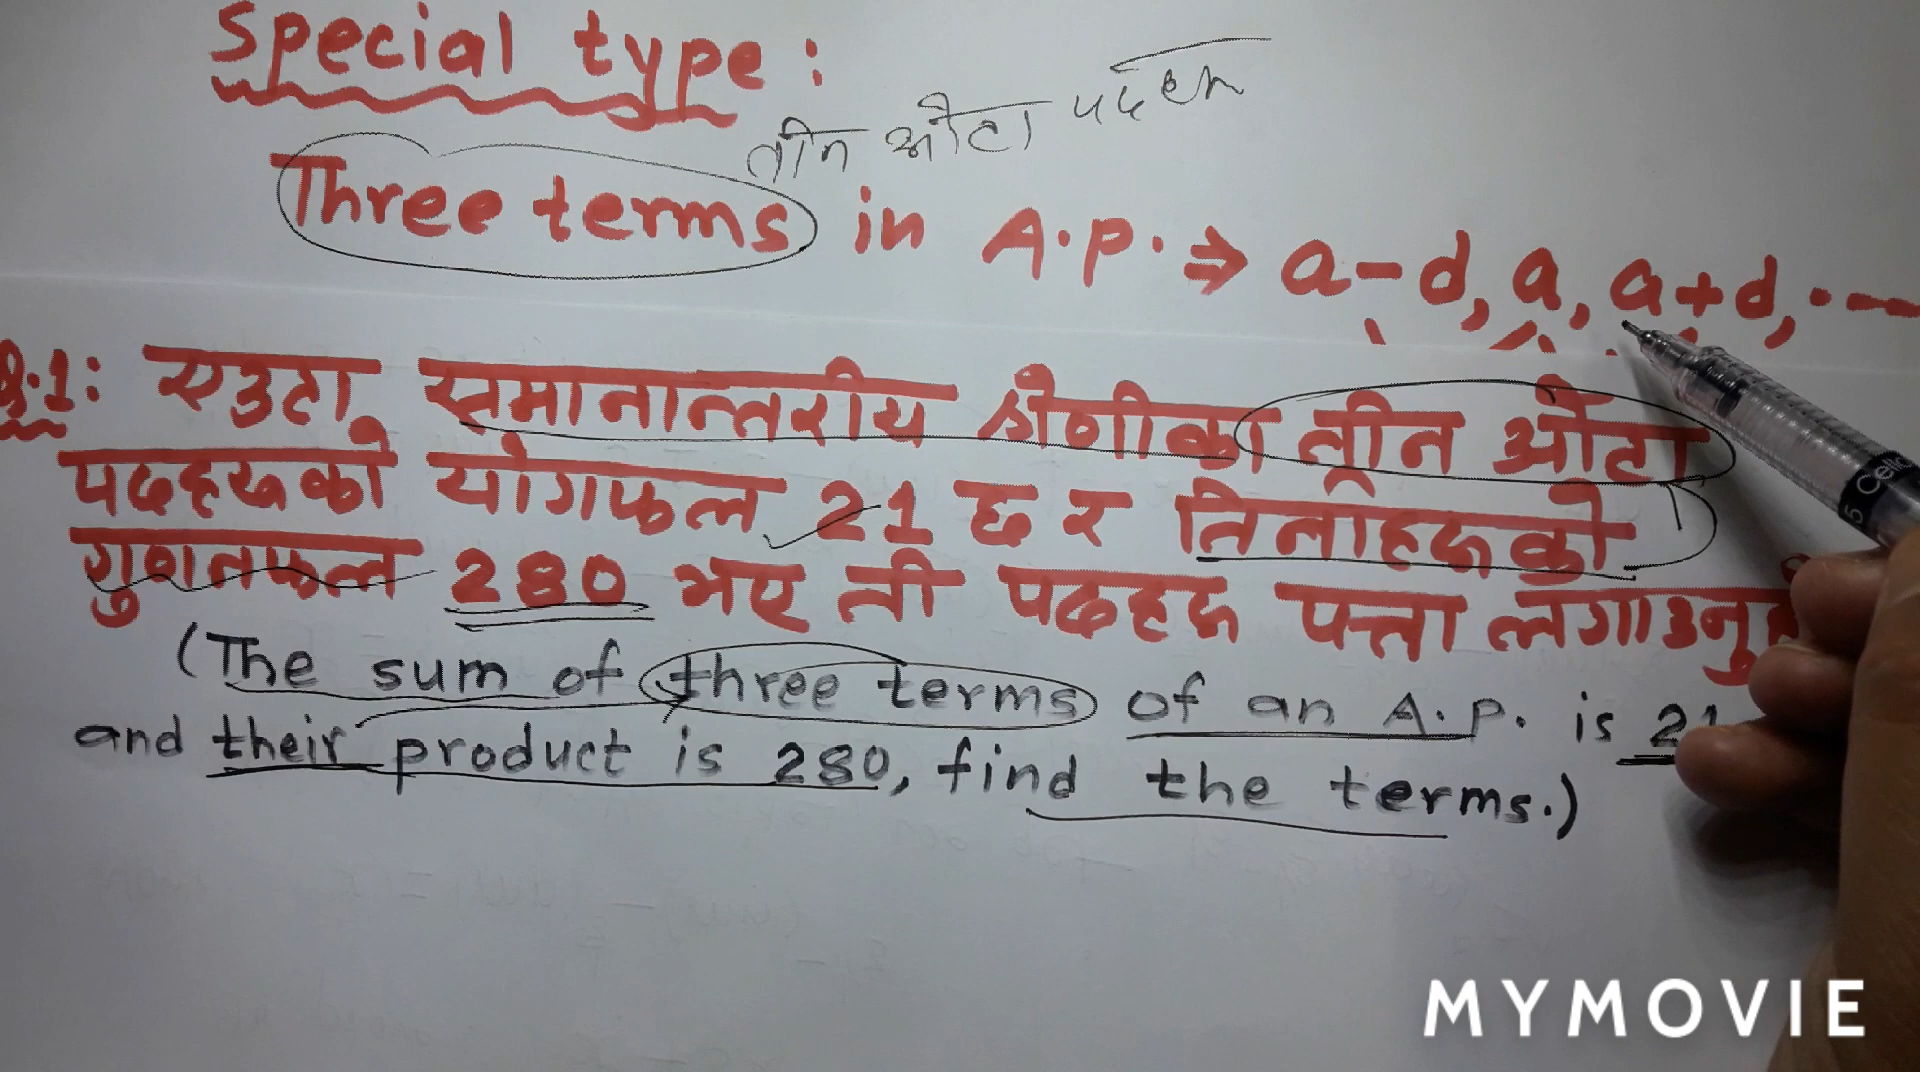 Special type:
तीन ओटा पदहरू
Three terms in A.P. ⇒ a-d, a, a+d, ---
Q.1: एउटा समानान्तरीय श्रेणीका तीन ओटा
पदहरूको योगफल 21 छ र तिनीहरूको
गुणनफल 280 भए ती पदहरू पत्ता लगाउनु
(The sum of three terms of an A.P. is 21
and their product is 280, find the terms.)
MYMOVIE